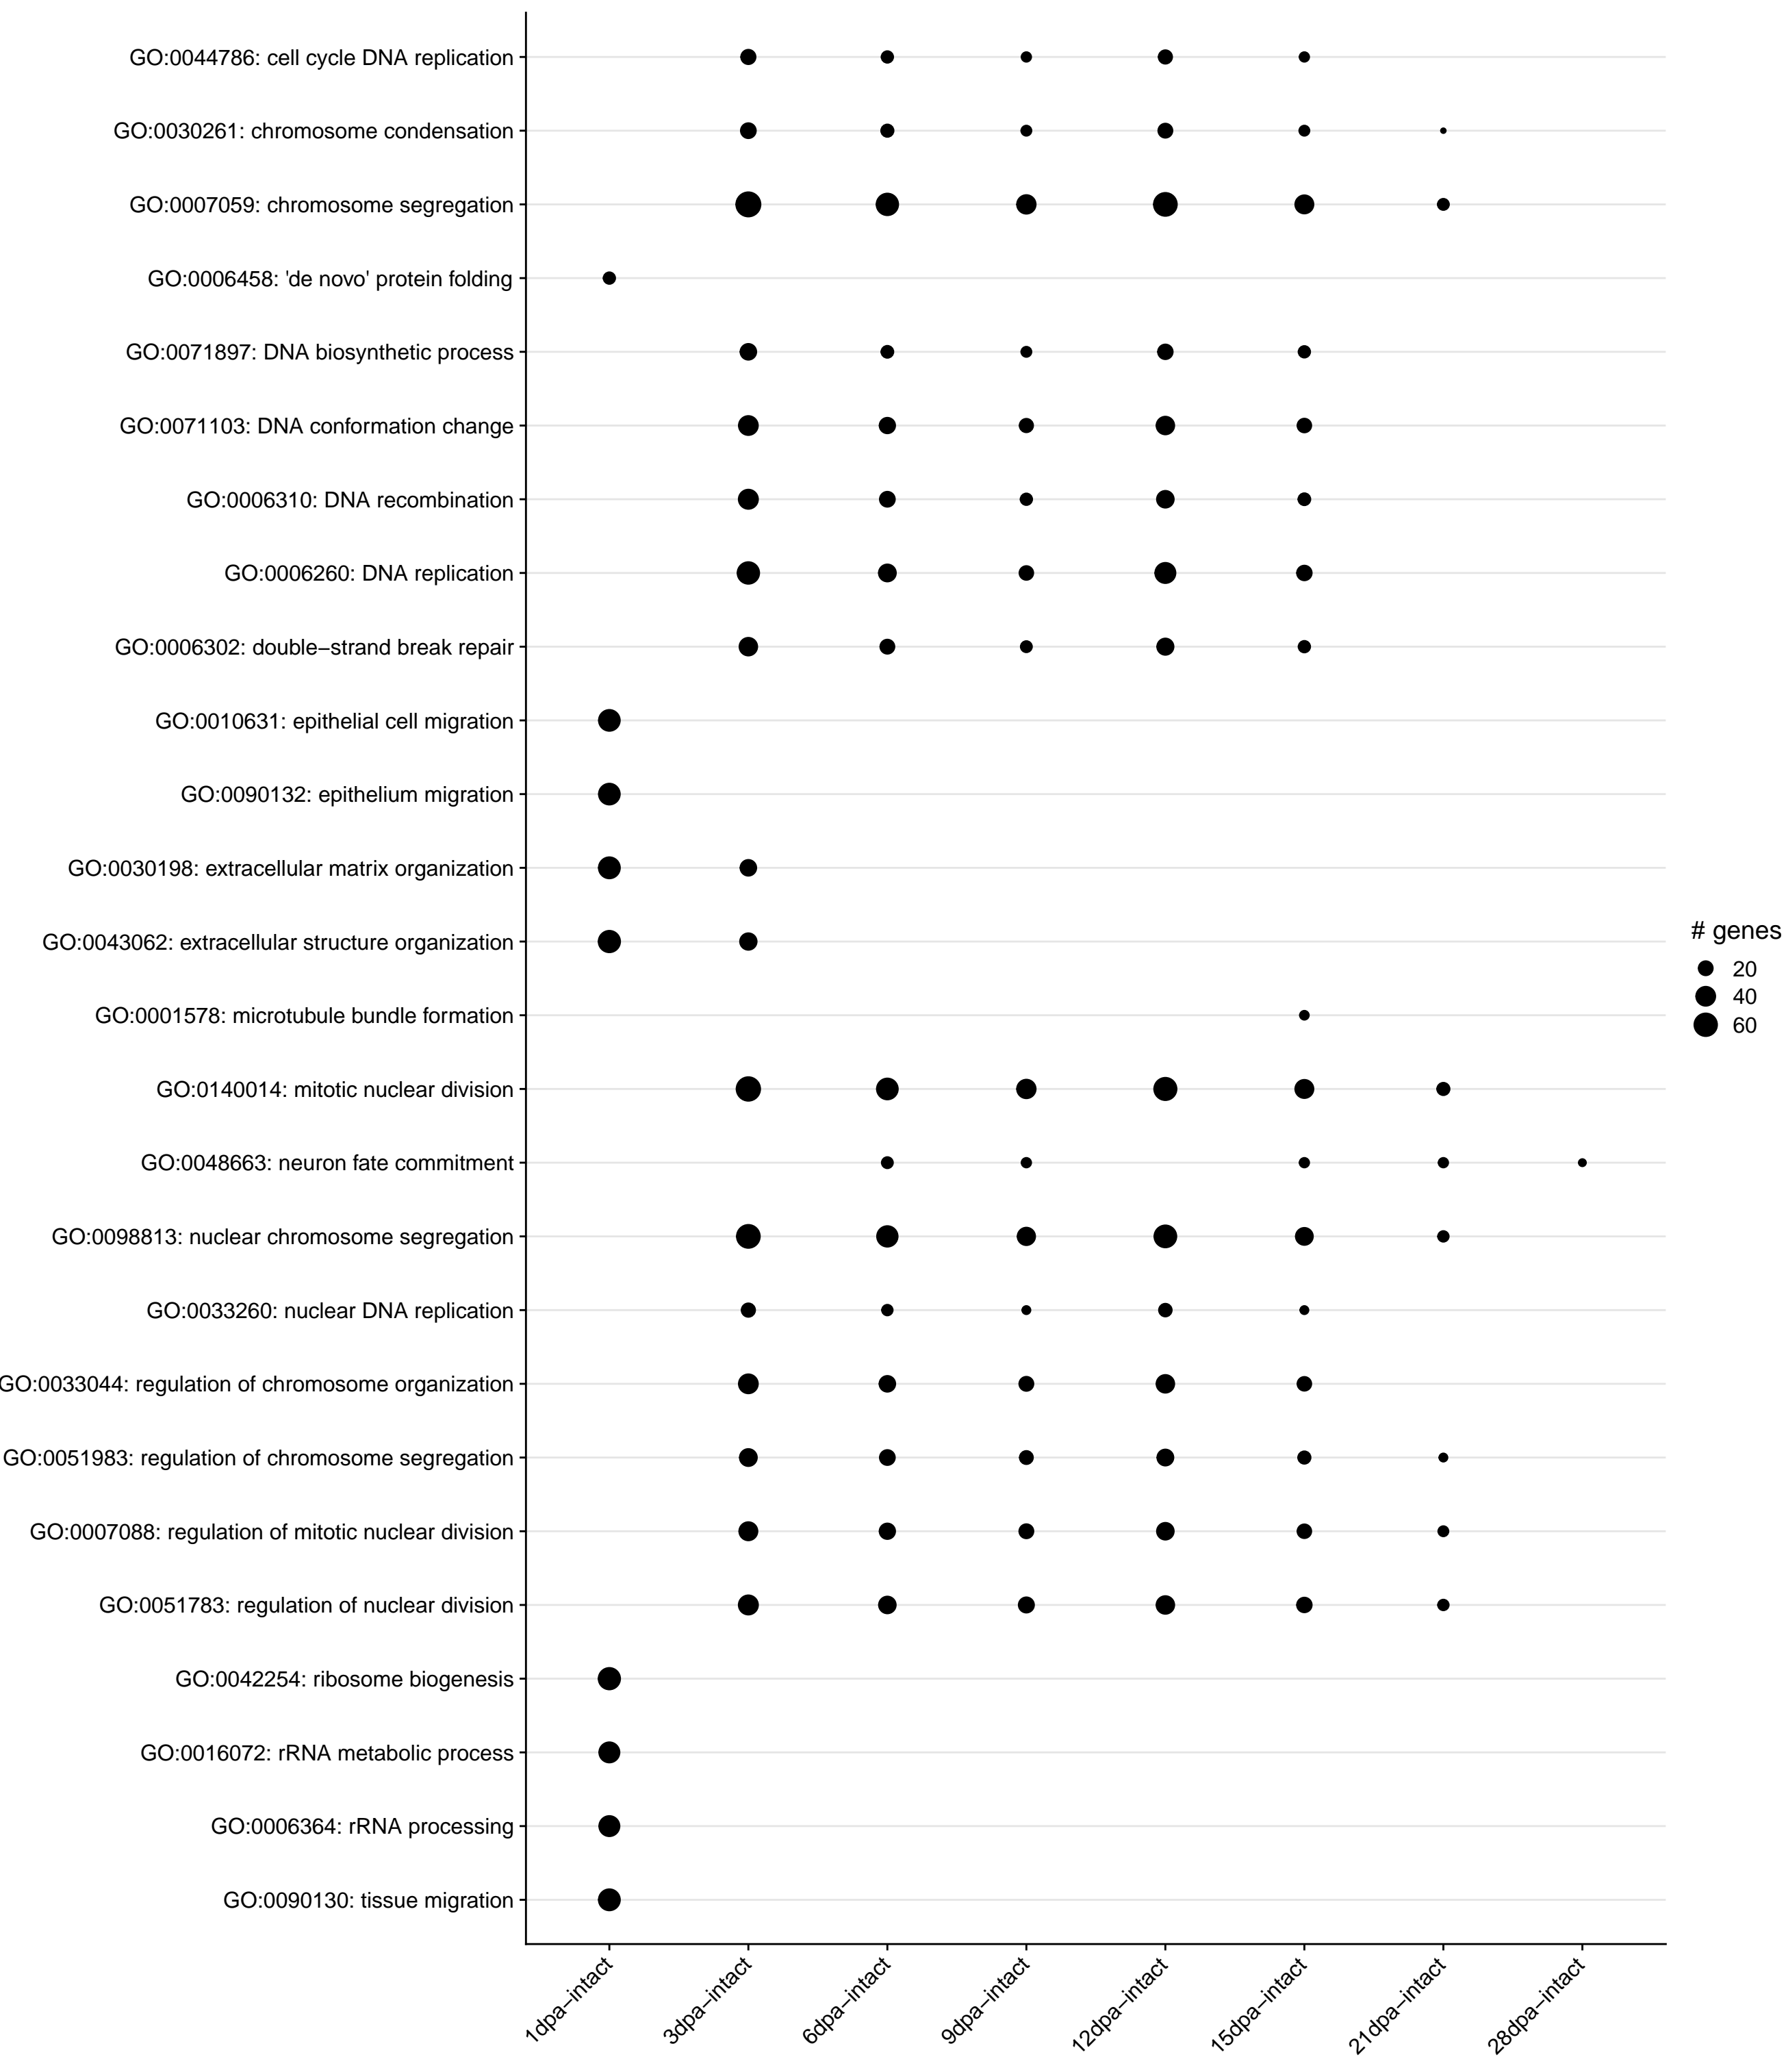 GO:0044786: cell cycle DNA replication
GO:0030261: chromosome condensation
GO:0007059: chromosome segregation
GO:0006458: 'de novo' protein folding
GO:0071897: DNA biosynthetic process
GO:0071103: DNA conformation change
GO:0006310: DNA recombination
GO:0006260: DNA replication
GO:0006302: double−strand break repair
GO:0010631: epithelial cell migration
GO:0090132: epithelium migration
GO:0030198: extracellular matrix organization
GO:0043062: extracellular structure organization
GO:0001578: microtubule bundle formation
GO:0140014: mitotic nuclear division
GO:0048663: neuron fate commitment
GO:0098813: nuclear chromosome segregation
GO:0033260: nuclear DNA replication
GO:0033044: regulation of chromosome organization
GO:0051983: regulation of chromosome segregation
GO:0007088: regulation of mitotic nuclear division
GO:0051783: regulation of nuclear division
GO:0042254: ribosome biogenesis
GO:0016072: rRNA metabolic process
GO:0006364: rRNA processing
GO:0090130: tissue migration
1dpa−intact
3dpa−intact
6dpa−intact
9dpa−intact
12dpa−intact
15dpa−intact
21dpa−intact
28dpa−intact
# genes
20
40
60